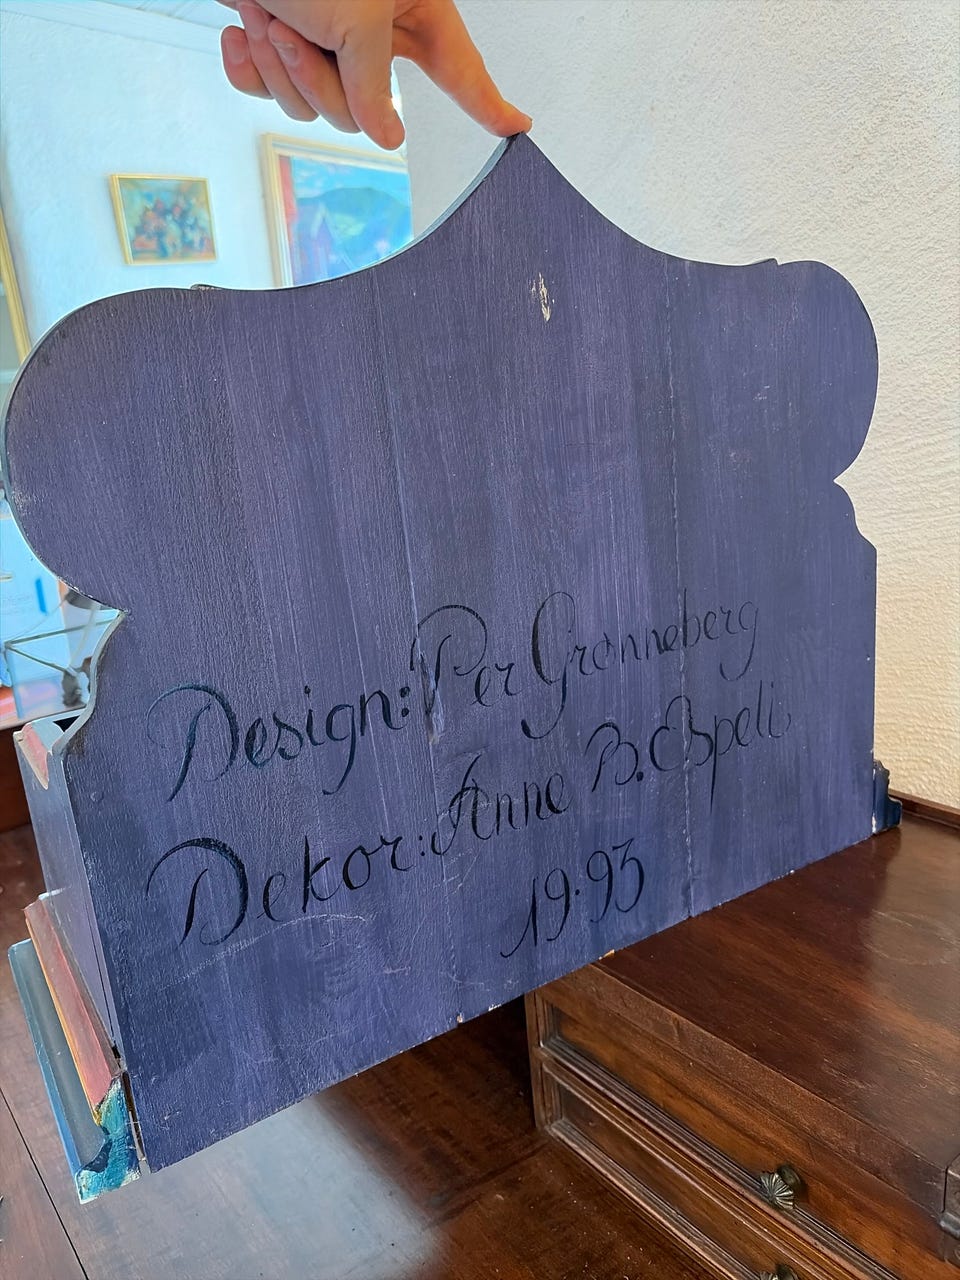 Design: Per Grønneberg
Dekor: Anne B. Espeli.
19.93